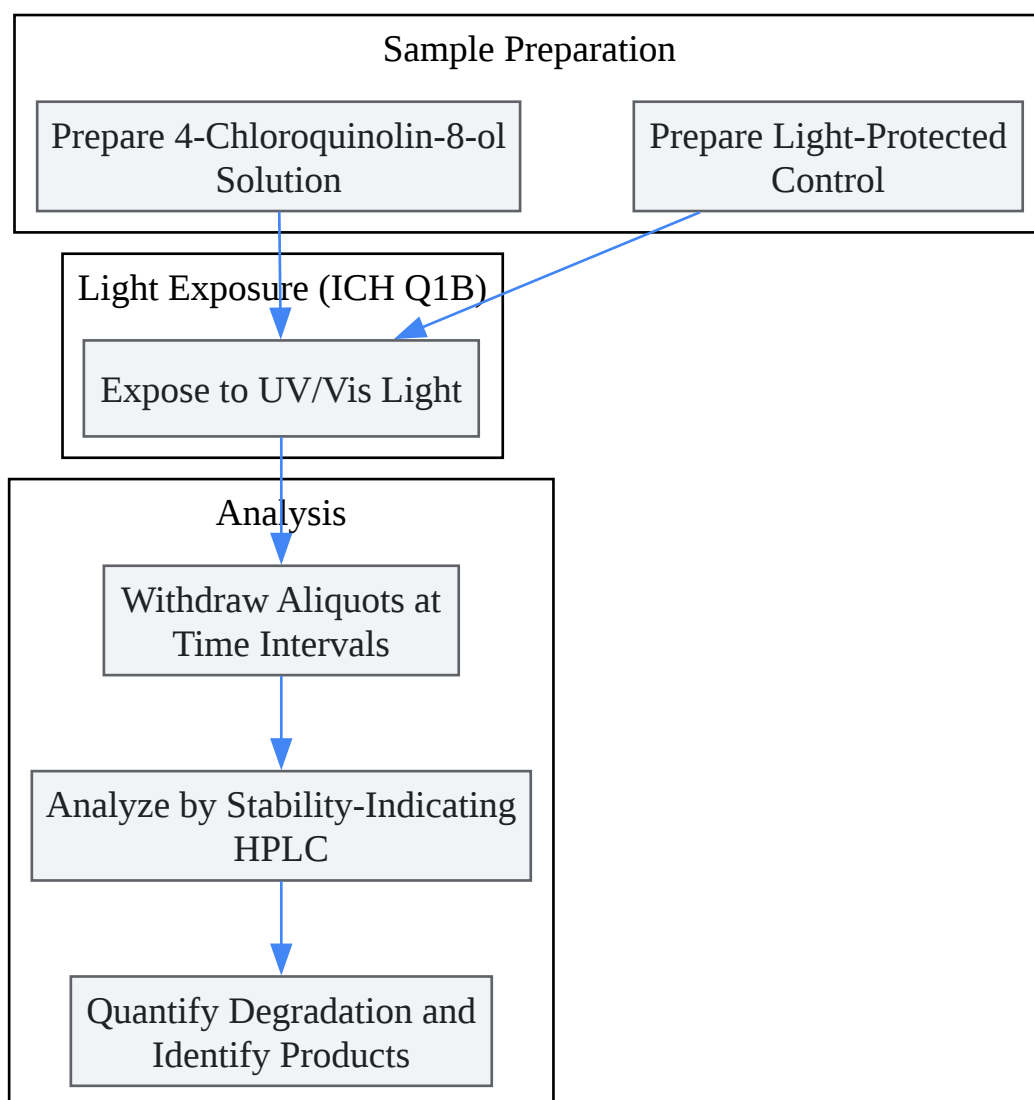 Sample Preparation
Prepare 4-Chloroquinolin-8-ol
Solution
Prepare Light-Protected
Control
Light Exposure (ICH Q1B)
Expose to UV/Vis Light
Analysis
Withdraw Aliquots at
Time Intervals
Analyze by Stability-Indicating
HPLC
Quantify Degradation and
Identify Products